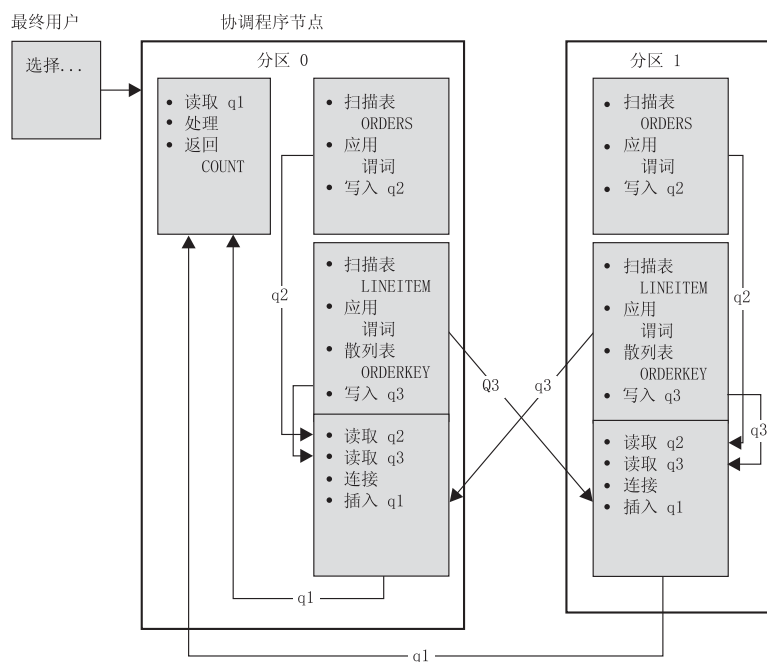 最终用户
协调程序节点
选择...
分区 0
• 读取 q1
• 处理
• 返回
COUNT
• 扫描表
ORDERS
• 应用
谓词
• 写入 q2
q2
• 扫描表
LINEITEM
• 应用
谓词
• 散列表
ORDERKEY
• 写入 q3
• 读取 q2
• 读取 q3
• 连接
• 插入 q1
q1
Q3
q3
分区 1
• 扫描表
ORDERS
• 应用
谓词
• 写入 q2
q2
• 扫描表
LINEITEM
• 应用
谓词
• 散列表
ORDERKEY
• 写入 q3
q3
• 读取 q2
• 读取 q3
• 连接
• 插入 q1
q1